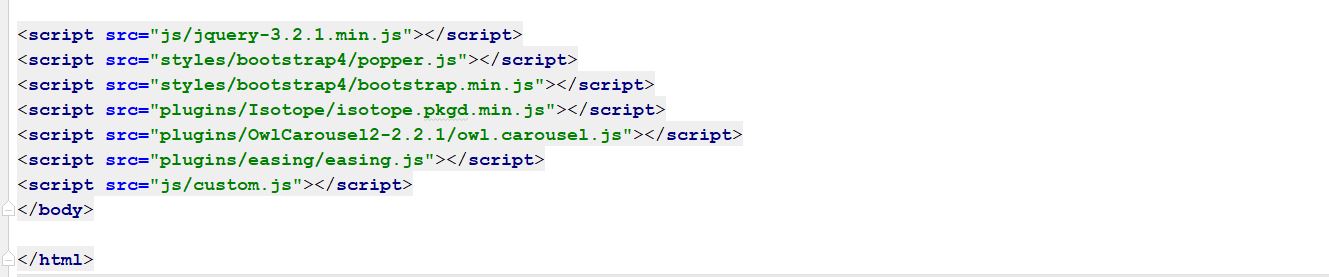 <script src="js/jquery-3.2.1.min.js"></script>
<script src="styles/bootstrap4/popper.js"></script>
<script src="styles/bootstrap4/bootstrap.min.js"></script>
<script src="plugins/Isotope/isotope.pkgd.min.js"></script>
<script src="plugins/OwlCarousel2-2.2.1/owl.carousel.js"></script>
<script src="plugins/easing/easing.js"></script>
<script src="js/custom.js"></script>
</body>
</html>